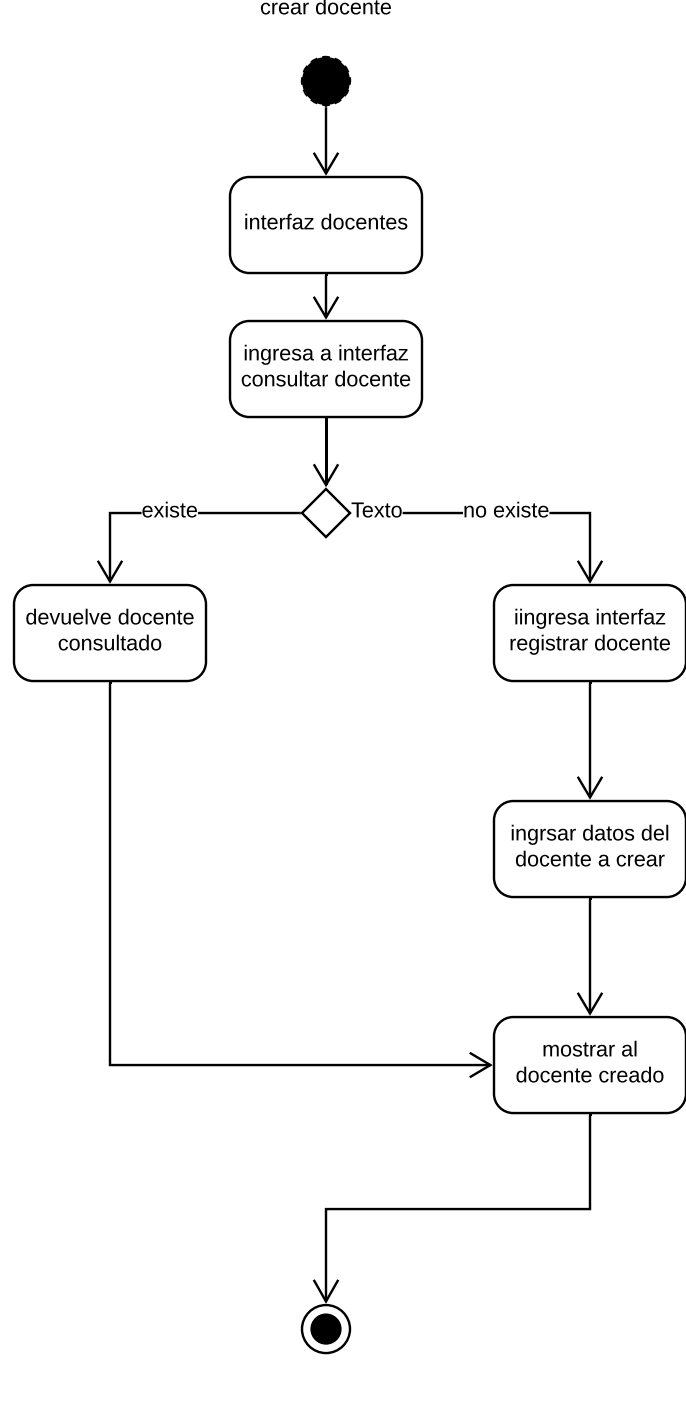 crear docente
interfaz docentes
ingresa a interfaz
consultar docente
existe
Texto
no existe
devuelve docente
consultado
iingresa interfaz
registrar docente
ingrsar datos del
docente a crear
mostrar al
docente creado